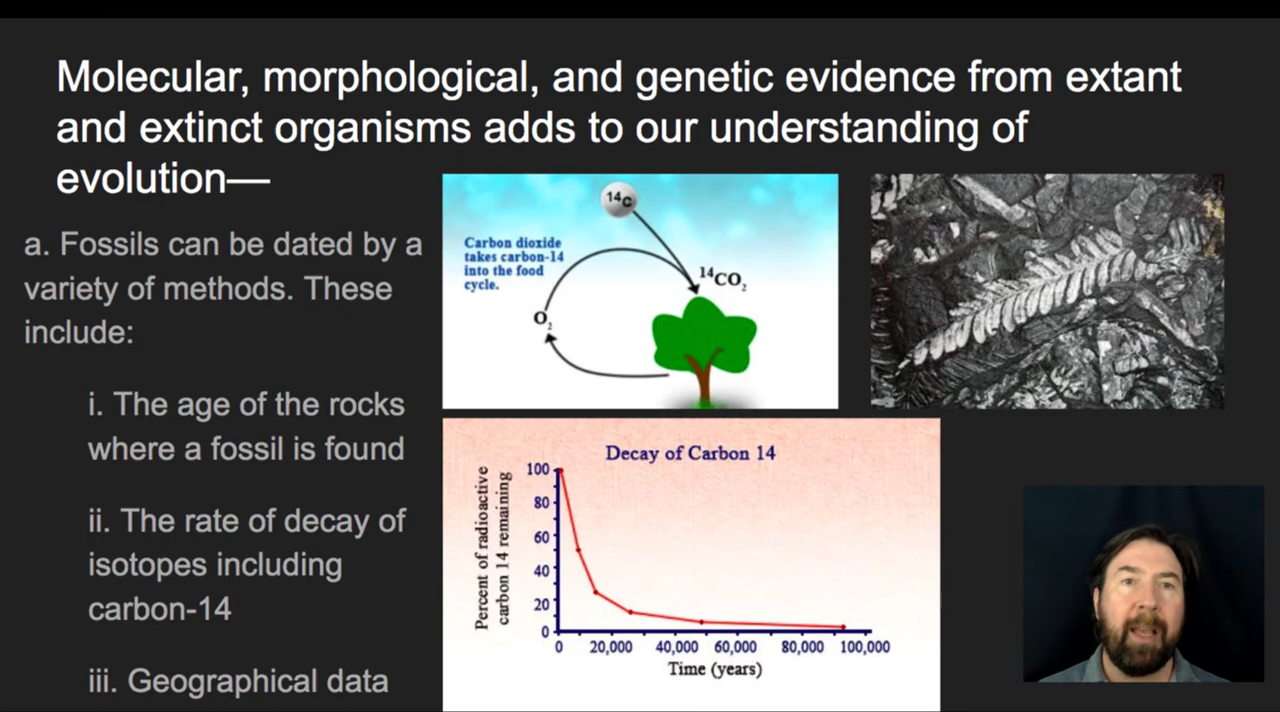 Molecular, morphological, and genetic evidence from extant
and extinct organisms adds to our understanding of
evolution—
a. Fossils can be dated by a
variety of methods. These
include:
i. The age of the rocks
where a fossil is found
ii. The rate of decay of
isotopes including
carbon-14
iii. Geographical data
¹⁴C
Carbon dioxide
takes carbon-14
into the food
cycle.
¹⁴CO₂
O₂
Decay of Carbon 14
Percent of radioactive
carbon 14 remaining
100
80
60
40
20
0
0 20,000 40,000 60,000 80,000 100,000
Time (years)